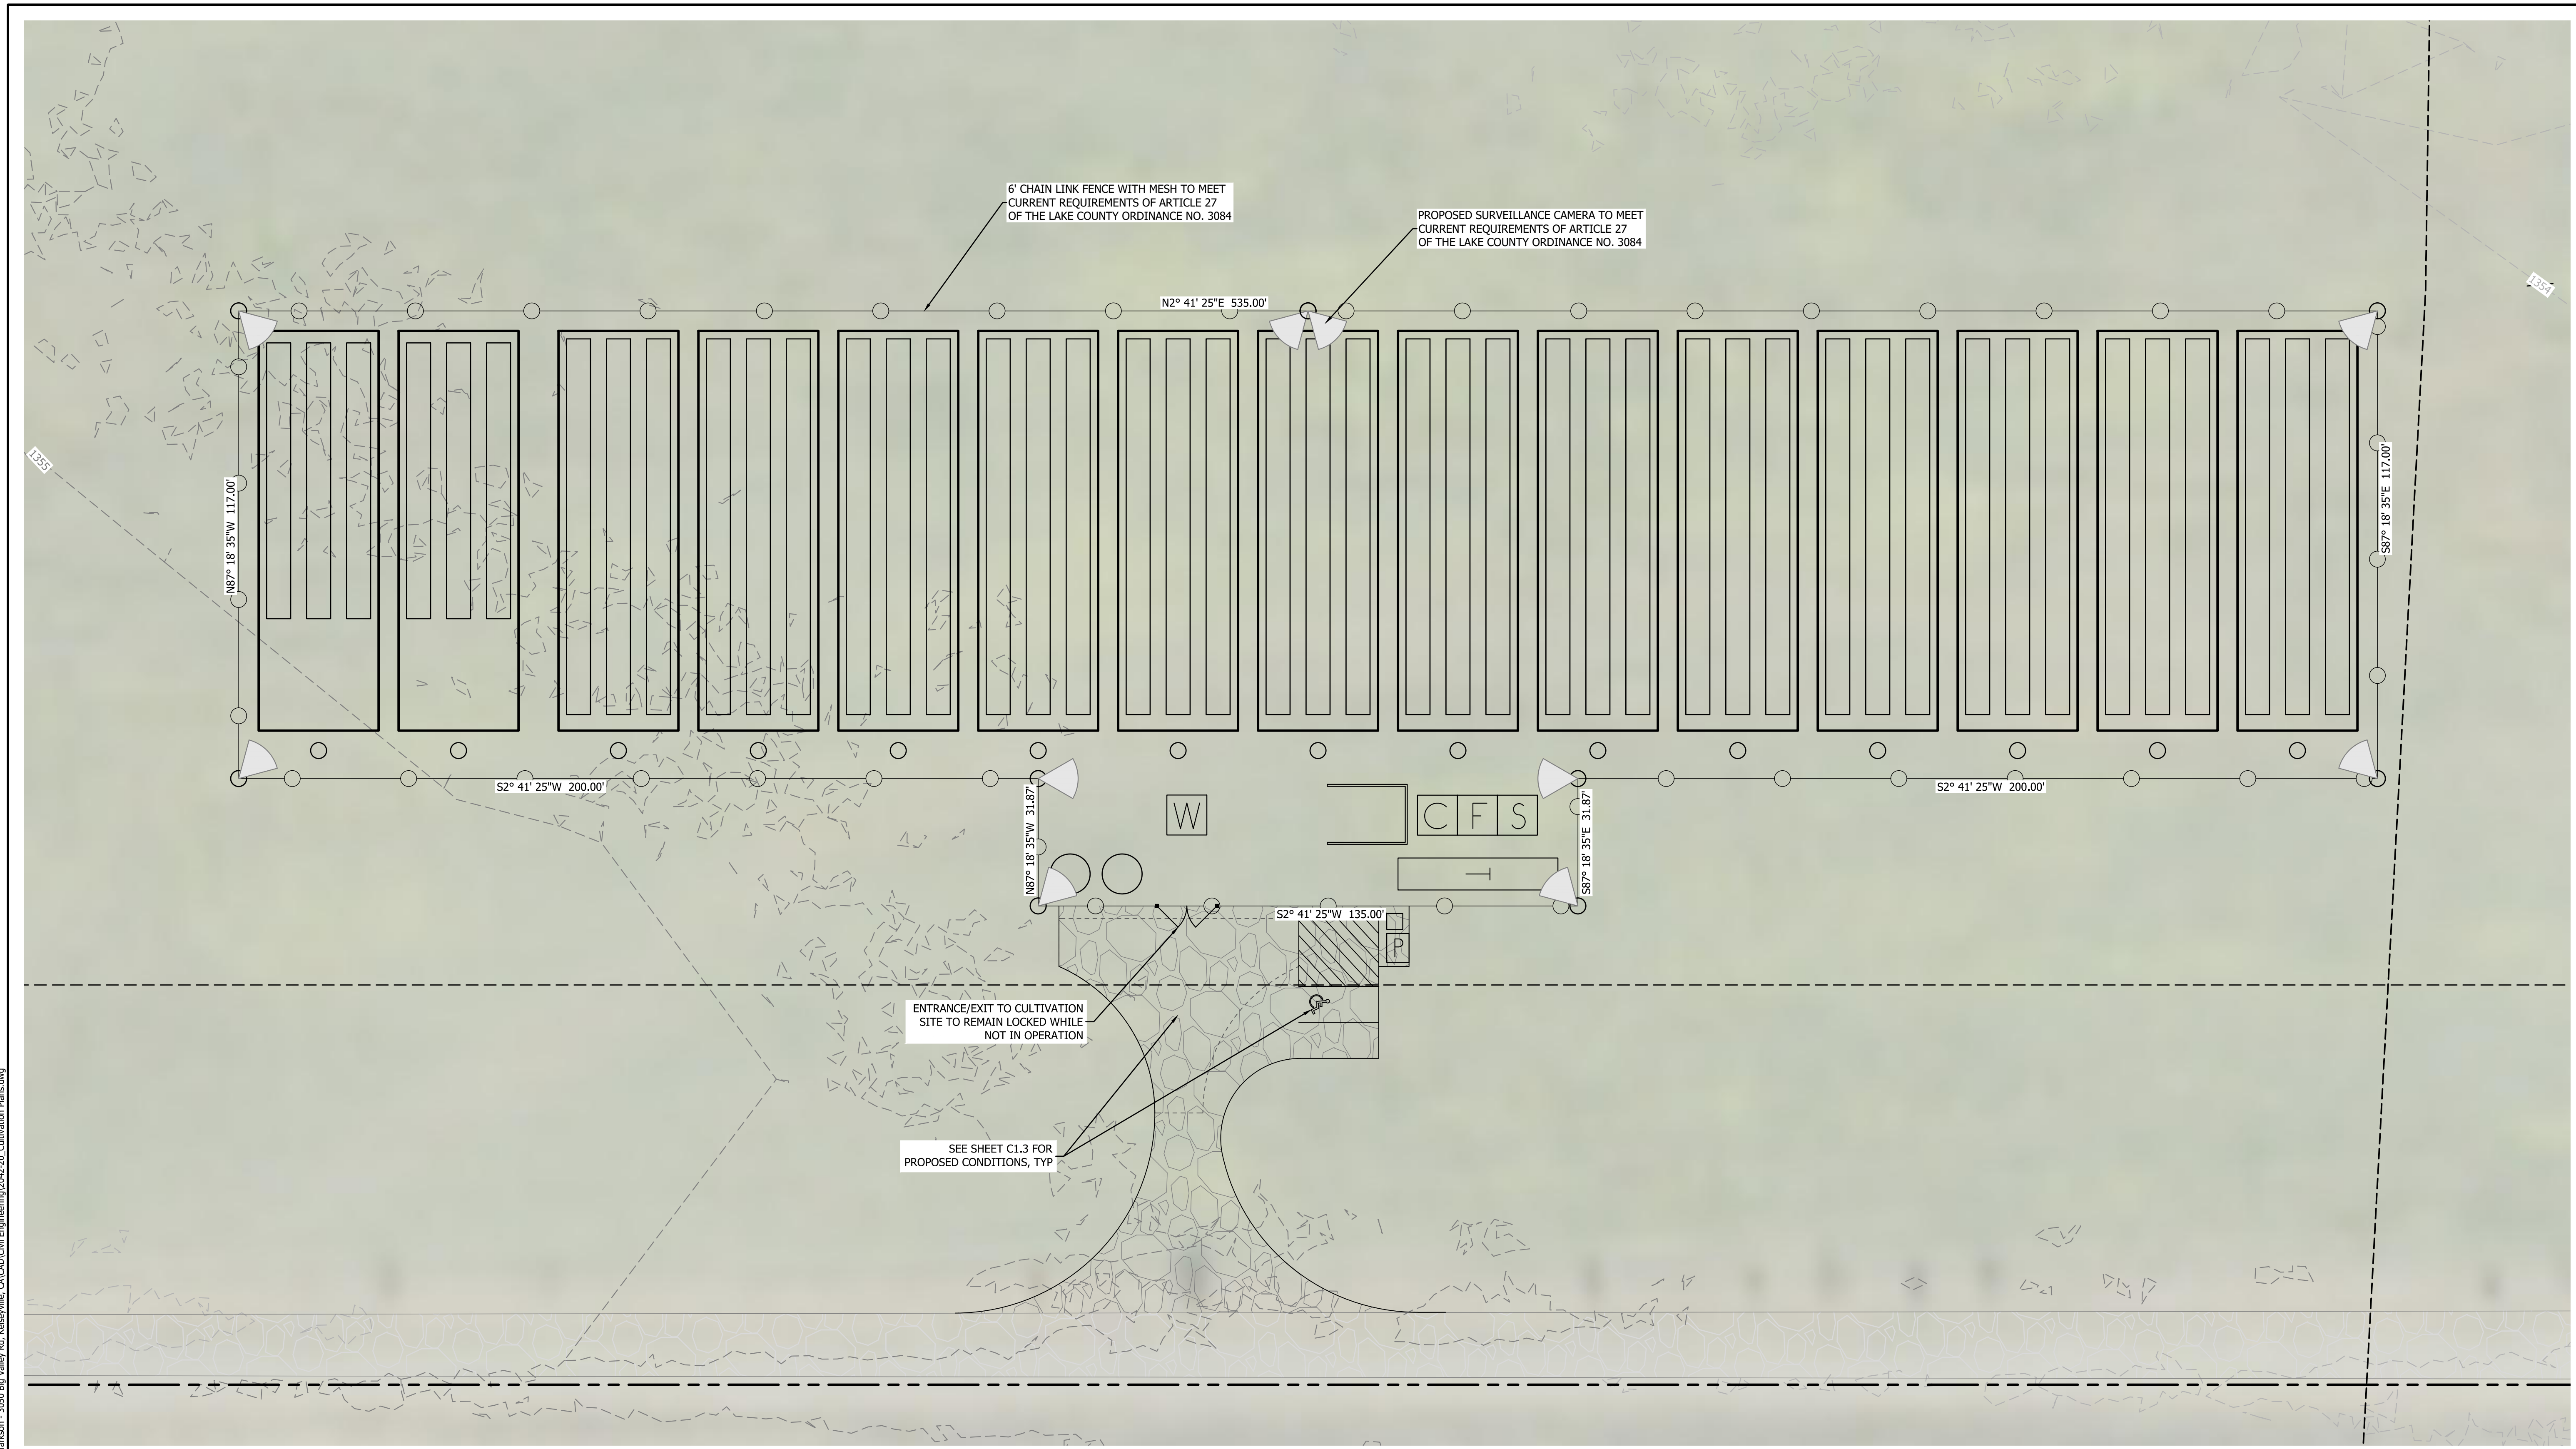 6' CHAIN LINK FENCE WITH MESH TO MEET
CURRENT REQUIREMENTS OF ARTICLE 27
OF THE LAKE COUNTY ORDINANCE NO. 3084
PROPOSED SURVEILLANCE CAMERA TO MEET
CURRENT REQUIREMENTS OF ARTICLE 27
OF THE LAKE COUNTY ORDINANCE NO. 3084
1354
N2° 41' 25"E 535.00'
1355
N87° 18' 35"W 117.00'
S87° 18' 35"E 117.00'
S2° 41' 25"W 200.00'
S2° 41' 25"W 200.00'
N87° 18' 35"W 31.87'
W
C F S
S87° 18' 35"E 31.87'
T
S2° 41' 25"W 135.00'
P
ENTRANCE/EXIT TO CULTIVATION
SITE TO REMAIN LOCKED WHILE
NOT IN OPERATION
SEE SHEET C1.3 FOR
PROPOSED CONDITIONS, TYP